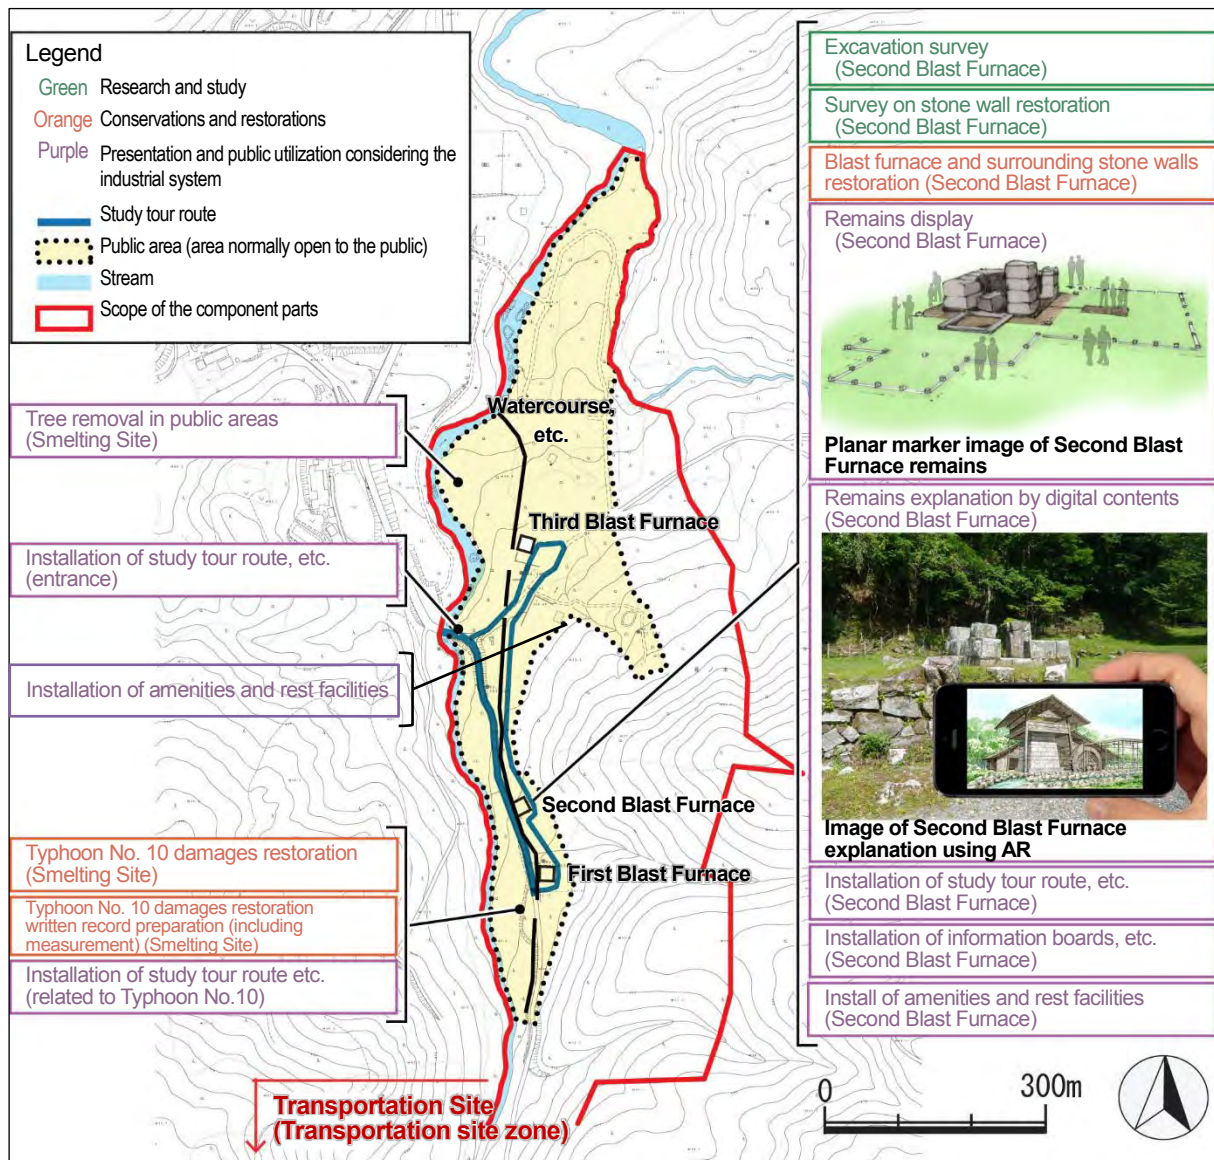 Legend
Green Research and study
Orange Conservations and restorations
Purple Presentation and public utilization considering the
industrial system
Study tour route
Public area (area normally open to the public)
Stream
Scope of the component parts
Tree removal in public areas
(Smelting Site)
Installation of study tour route, etc.
(entrance)
Installation of amenities and rest facilities
Typhoon No. 10 damages restoration
(Smelting Site)
Typhoon No. 10 damages restoration
written record preparation (including
measurement) (Smelting Site)
Installation of study tour route etc.
(related to Typhoon No.10)
Watercourse,
etc.
Third Blast Furnace
Second Blast Furnace
First Blast Furnace
Transportation Site
(Transportation site zone)
Excavation survey
(Second Blast Furnace)
Survey on stone wall restoration
(Second Blast Furnace)
Blast furnace and surrounding stone walls
restoration (Second Blast Furnace)
Remains display
(Second Blast Furnace)
Planar marker image of Second Blast
Furnace remains
Remains explanation by digital contents
(Second Blast Furnace)
Image of Second Blast Furnace
explanation using AR
Installation of study tour route, etc.
(Second Blast Furnace)
Installation of information boards, etc.
(Second Blast Furnace)
Install of amenities and rest facilities
(Second Blast Furnace)
0 300m